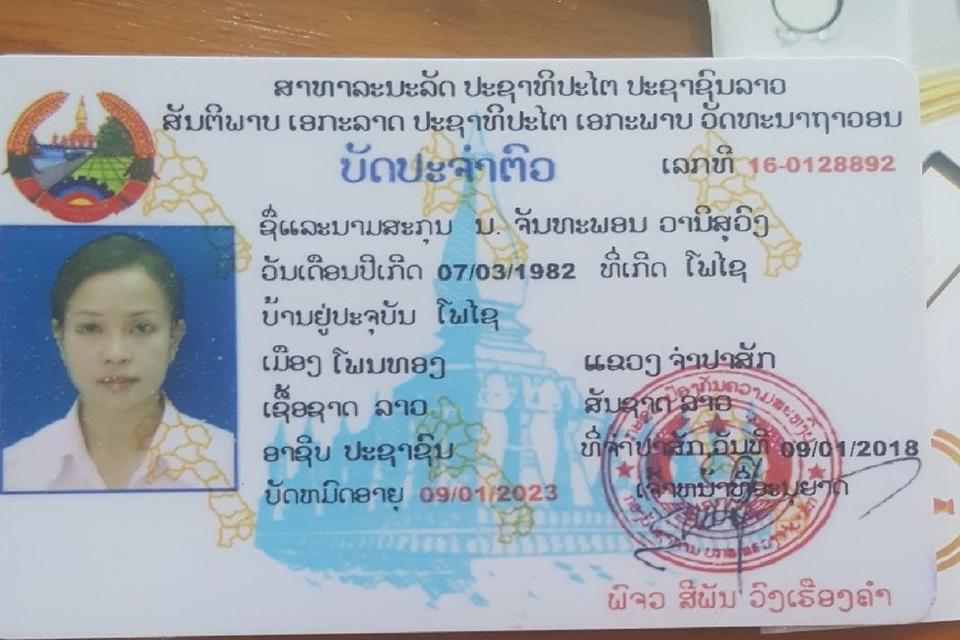 ສາທາລະນະລັດ ປະຊາທິປະໄຕ ປະຊາຊົນລາວ
ສັນຕິພາບ ເອກະລາດ ປະຊາທິປະໄຕ ເອກະພາບ ວັດທະນາຖາວອນ
ບັດປະຈຳຕົວ
ເລກທີ 16-0128892
ຊື່ແລະນາມສະກຸນ ນ. ຈັນທະພອນ ວານິສຸວົງ
ວັນເດືອນປີເກີດ 07/03/1982 ທີ່ເກີດ ໂພໄຊ
ບ້ານຢູ່ປະຈຸບັນ ໂພໄຊ
ເມືອງ ໂພນທອງ ແຂວງ ຈຳປາສັກ
ເຊື້ອຊາດ ລາວ ສັນຊາດ ລາວ
ອາຊີບ ປະຊາຊົນ ທີ່ຈຳປາສັກ ວັນທີ 09/01/2018
ບັດຫມົດອາຍຸ 09/01/2023 ເຈົ້າຫນ້າທີ່ອະນຸຍາດ
ພົຈວ ສີພັນ ວົງເຮືອງຄຳ